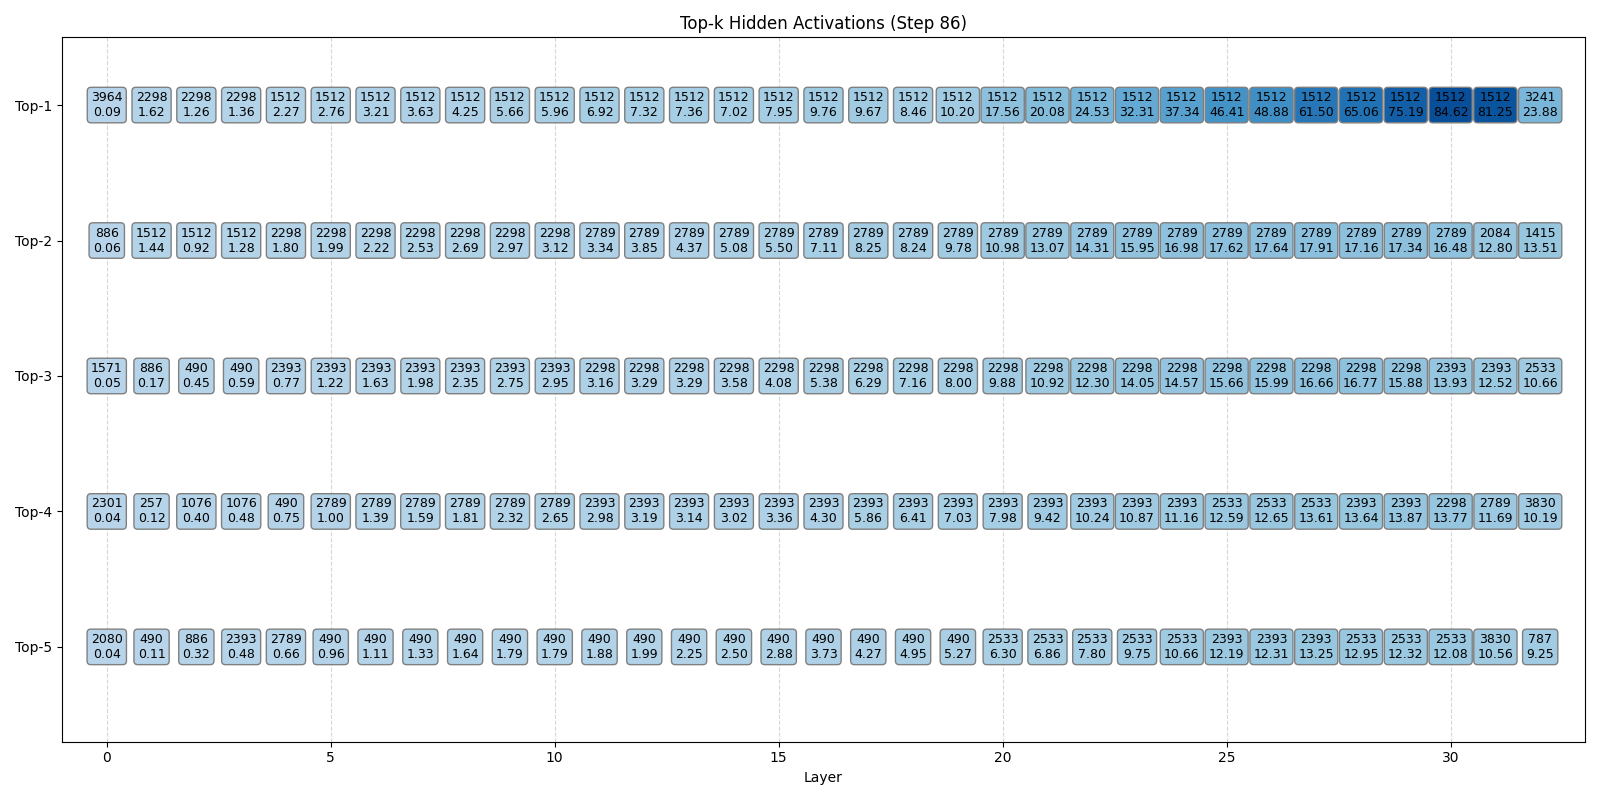 Top-k Hidden Activations (Step 86)
Top-1
3964 2298 2298 2298 1512 1512 1512 1512 1512 1512 1512 1512 1512 1512 1512 1512 1512 1512 1512 1512 1512 1512 1512 1512 1512 1512 1512 1512 1512 1512 1512 1512 3241
0.09 1.62 1.26 1.36 2.27 2.76 3.21 3.63 4.25 5.66 5.96 6.92 7.32 7.36 7.02 7.95 9.76 9.67 8.46 10.20 17.56 20.08 24.53 32.31 37.34 46.41 48.88 61.50 65.06 75.19 84.62 81.25 23.88
Top-2
886 1512 1512 1512 2298 2298 2298 2298 2298 2298 2298 2789 2789 2789 2789 2789 2789 2789 2789 2789 2789 2789 2789 2789 2789 2789 2789 2789 2789 2789 2789 2084 1415
0.06 1.44 0.92 1.28 1.80 1.99 2.22 2.53 2.69 2.97 3.12 3.34 3.85 4.37 5.08 5.50 7.11 8.25 8.24 9.78 10.98 13.07 14.31 15.95 16.98 17.62 17.64 17.91 17.16 17.34 16.48 12.80 13.51
Top-3
1571 886 490 490 2393 2393 2393 2393 2393 2393 2393 2298 2298 2298 2298 2298 2298 2298 2298 2298 2298 2298 2298 2298 2298 2298 2298 2298 2298 2298 2393 2393 2533
0.05 0.17 0.45 0.59 0.77 1.22 1.63 1.98 2.35 2.75 2.95 3.16 3.29 3.29 3.58 4.08 5.38 6.29 7.16 8.00 9.88 10.92 12.30 14.05 14.57 15.66 15.99 16.66 16.77 15.88 13.93 12.52 10.66
Top-4
2301 257 1076 1076 490 2789 2789 2789 2789 2789 2789 2393 2393 2393 2393 2393 2393 2393 2393 2393 2393 2393 2393 2393 2393 2533 2533 2533 2393 2393 2298 2789 3830
0.04 0.12 0.40 0.48 0.75 1.00 1.39 1.59 1.81 2.32 2.65 2.98 3.19 3.14 3.02 3.36 4.30 5.86 6.41 7.03 7.98 9.42 10.24 10.87 11.16 12.59 12.65 13.61 13.64 13.87 13.77 11.69 10.19
Top-5
2080 490 886 2393 2789 490 490 490 490 490 490 490 490 490 490 490 490 490 490 490 2533 2533 2533 2533 2533 2393 2393 2393 2533 2533 2533 3830 787
0.04 0.11 0.32 0.48 0.66 0.96 1.11 1.33 1.64 1.79 1.79 1.88 1.99 2.25 2.50 2.88 3.73 4.27 4.95 5.27 6.30 6.86 7.80 9.75 10.66 12.19 12.31 13.25 12.95 12.32 12.08 10.56 9.25
0 5 10 15 20 25 30
Layer